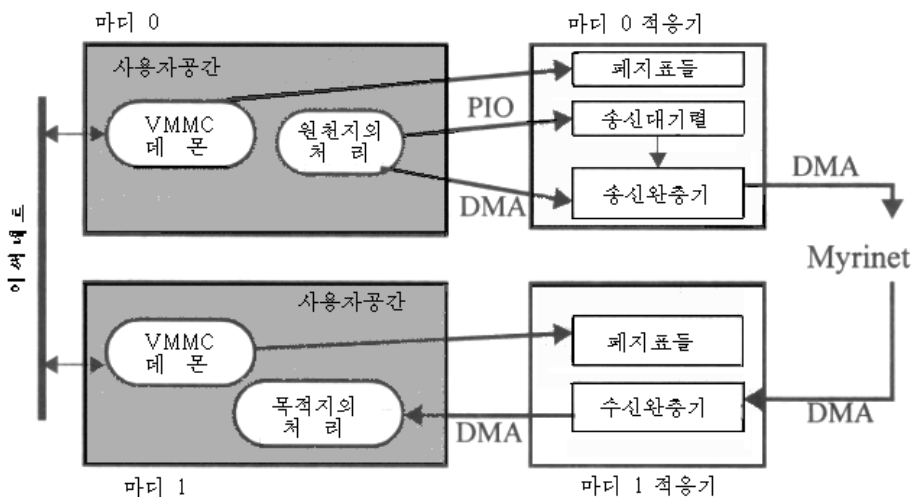 마디 0
마디 0 적응기
사용자공간
VMMC
데 몬
원천지의
처 리
PIO
DMA
페지표들
송신대기렬
송신완충기
DMA
이써네트
Myrinet
사용자공간
VMMC
데 몬
목적지의
처 리
DMA
페지표들
수신완충기
DMA
마디 1
마디 1 적응기